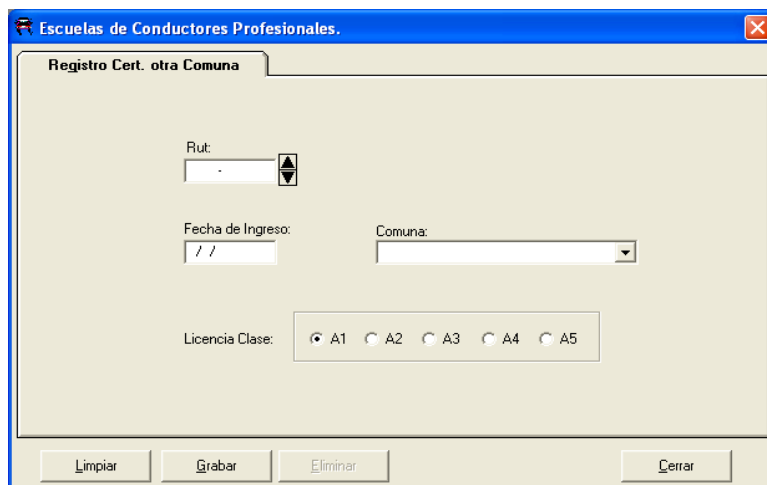 Escuelas de Conductores Profesionales.
Registro Cert. otra Comuna
Rut:
-
Fecha de Ingreso:
Comuna:
/ /
Licencia Clase:
A1 A2 A3 A4 A5
Limpiar Grabar Eliminar Cerrar